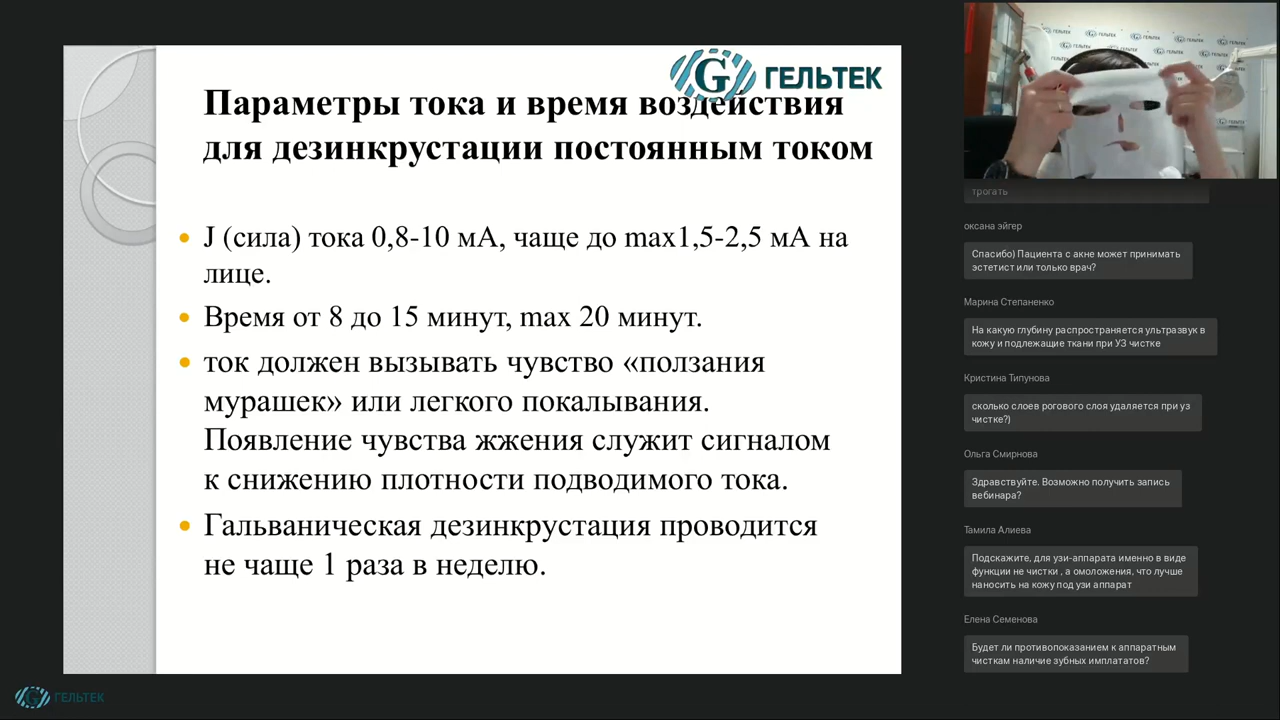 ГЕЛЬТЕК
Параметры тока и время воздействия
для дезинкрустации постоянным током
J (сила) тока 0,8-10 мА, чаще до max1,5-2,5 мА на
лице.
Время от 8 до 15 минут, max 20 минут.
ток должен вызывать чувство «ползания
мурашек» или легкого покалывания.
Появление чувства жжения служит сигналом
к снижению плотности подводимого тока.
Гальваническая дезинкрустация проводится
не чаще 1 раза в неделю.
ГЕЛЬТЕК
трогать
оксана эйгер
Спасибо) Пациента с акне может принимать
эстетист или только врач?
Марина Степаненко
На какую глубину распространяется ультразвук в
кожу и подлежащие ткани при УЗ чистке
Кристина Типунова
сколько слоев рогового слоя удаляется при уз
чистке?)
Ольга Смирнова
Здравствуйте. Возможно получить запись
вебинара?
Тамила Алиева
Подскажите, для узи-аппарата именно в виде
функции не чистки , а омоложения, что лучше
наносить на кожу под узи аппарат
Елена Семенова
Будет ли противопоказанием к аппаратным
чисткам наличие зубных имплататов?